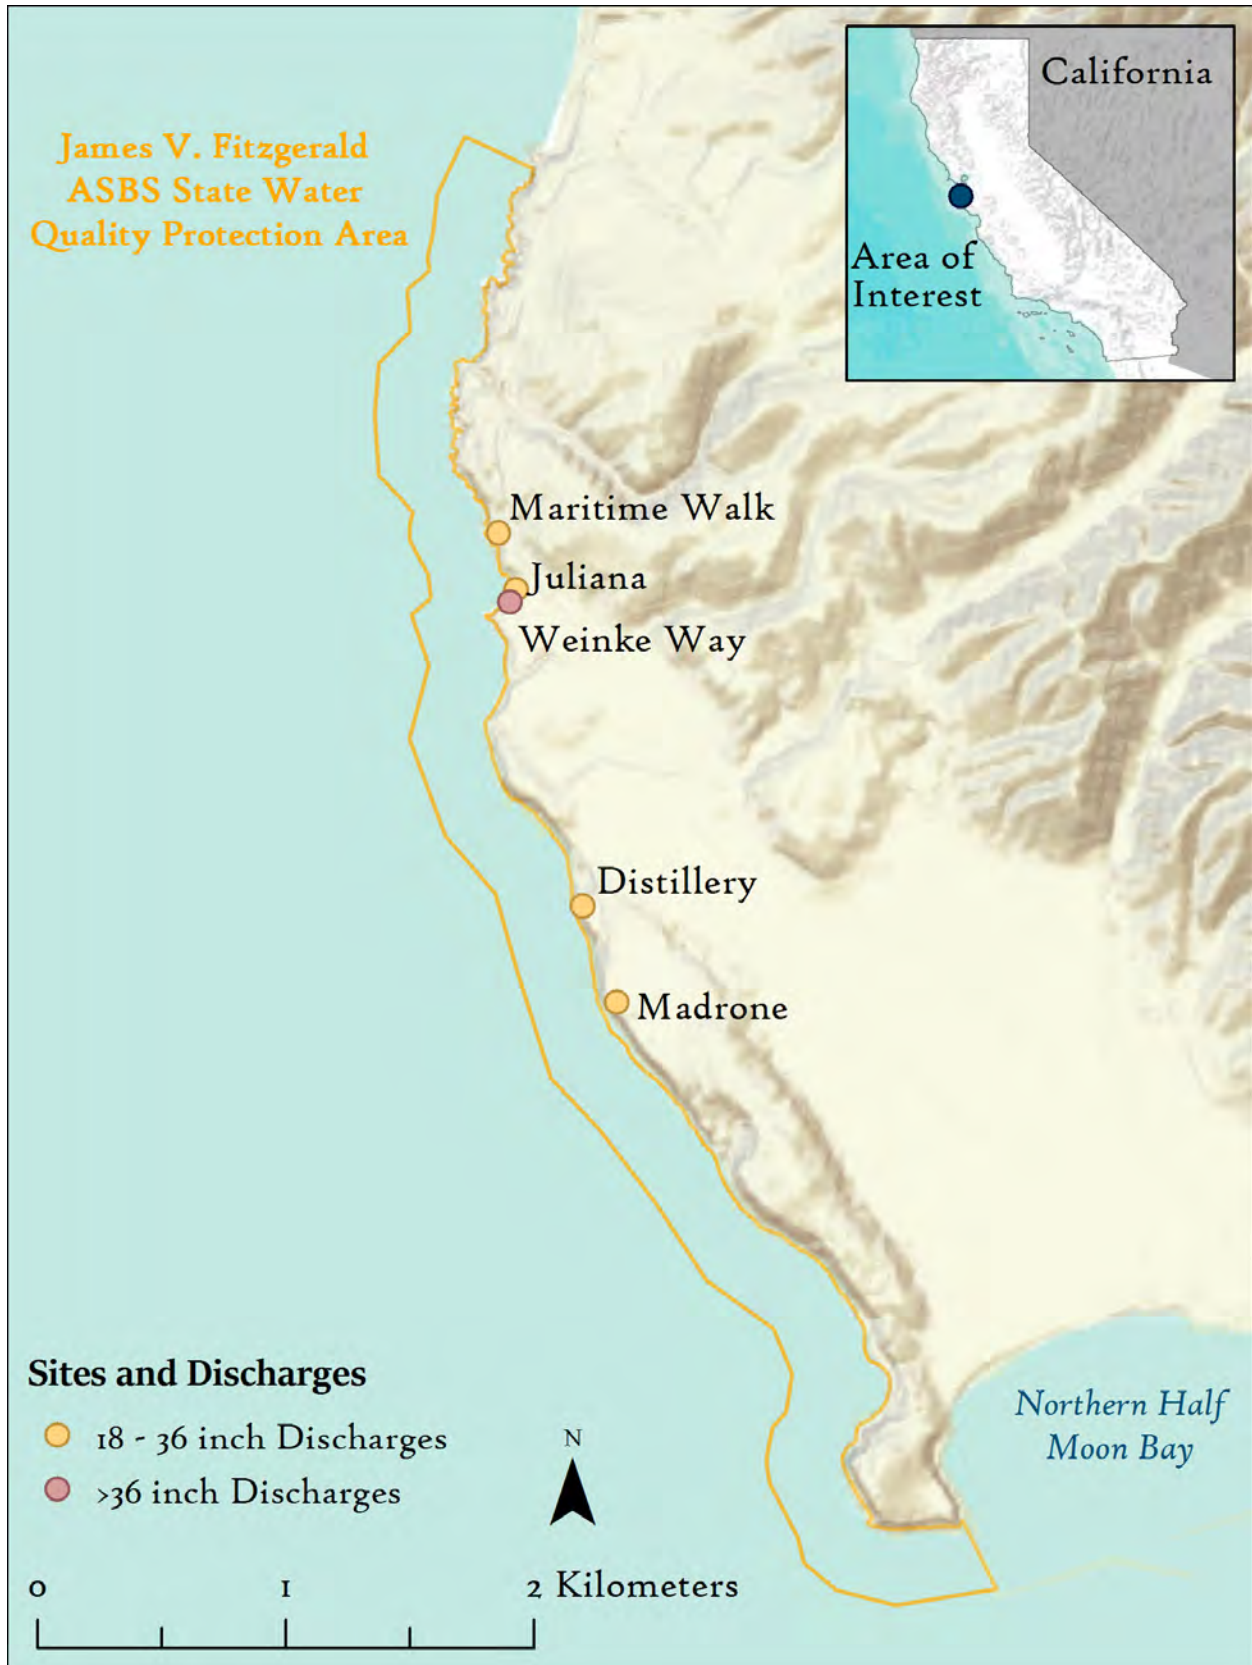 James V. Fitzgerald
ASBS State Water
Quality Protection Area
California
Area of
Interest
Maritime Walk
Juliana
Weinke Way
Distillery
Madrone
Northern Half
Moon Bay
Sites and Discharges
18 - 36 inch Discharges
>36 inch Discharges
N
0 1 2 Kilometers